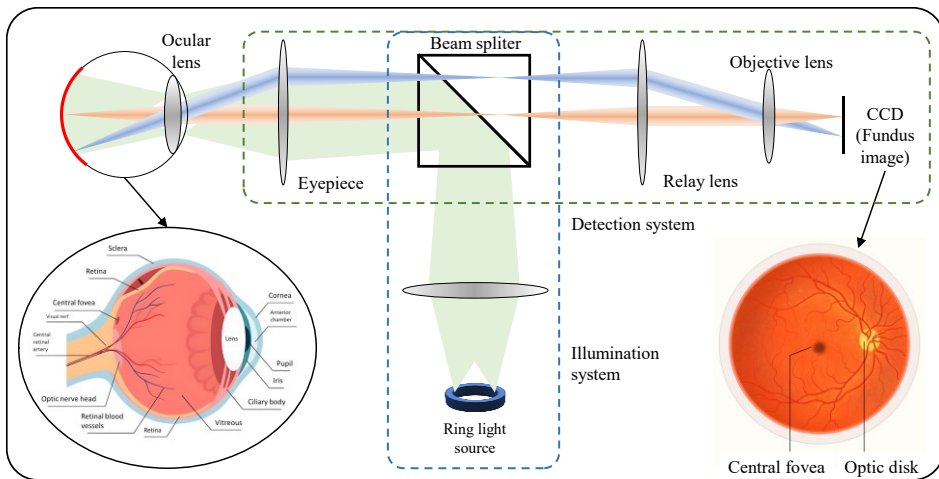 Ocular
lens
Beam spliter
Objective lens
CCD
(Fundus
image)
Eyepiece
Relay lens
Detection system
Sclera
Retina
Central fovea
Visual nerf
Central
retinal
artery
Optic nerve head
Retinal blood
vessels
Retina
Vitreous
Ciliary body
Iris
Pupil
Lens
Anterior
chamber
Cornea
Illumination
system
Ring light
source
Central fovea
Optic disk